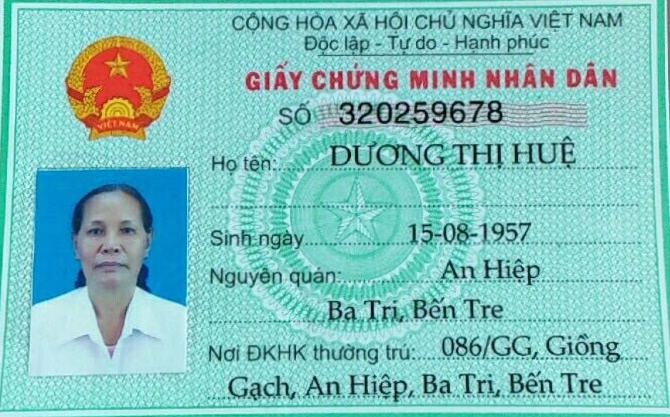 CỘNG HÒA XÃ HỘI CHỦ NGHĨA VIỆT NAM
Độc lập - Tự do - Hạnh phúc
GIẤY CHỨNG MINH NHÂN DÂN
SỐ 320259678
Họ tên: DƯƠNG THỊ HUỆ
Sinh ngày 15-08-1957
Nguyên quán: An Hiệp
Ba Tri, Bến Tre
Nơi ĐKHK thường trú: 086/GG, Giồng
Gạch, An Hiệp, Ba Tri, Bến Tre
VIỆT NAM